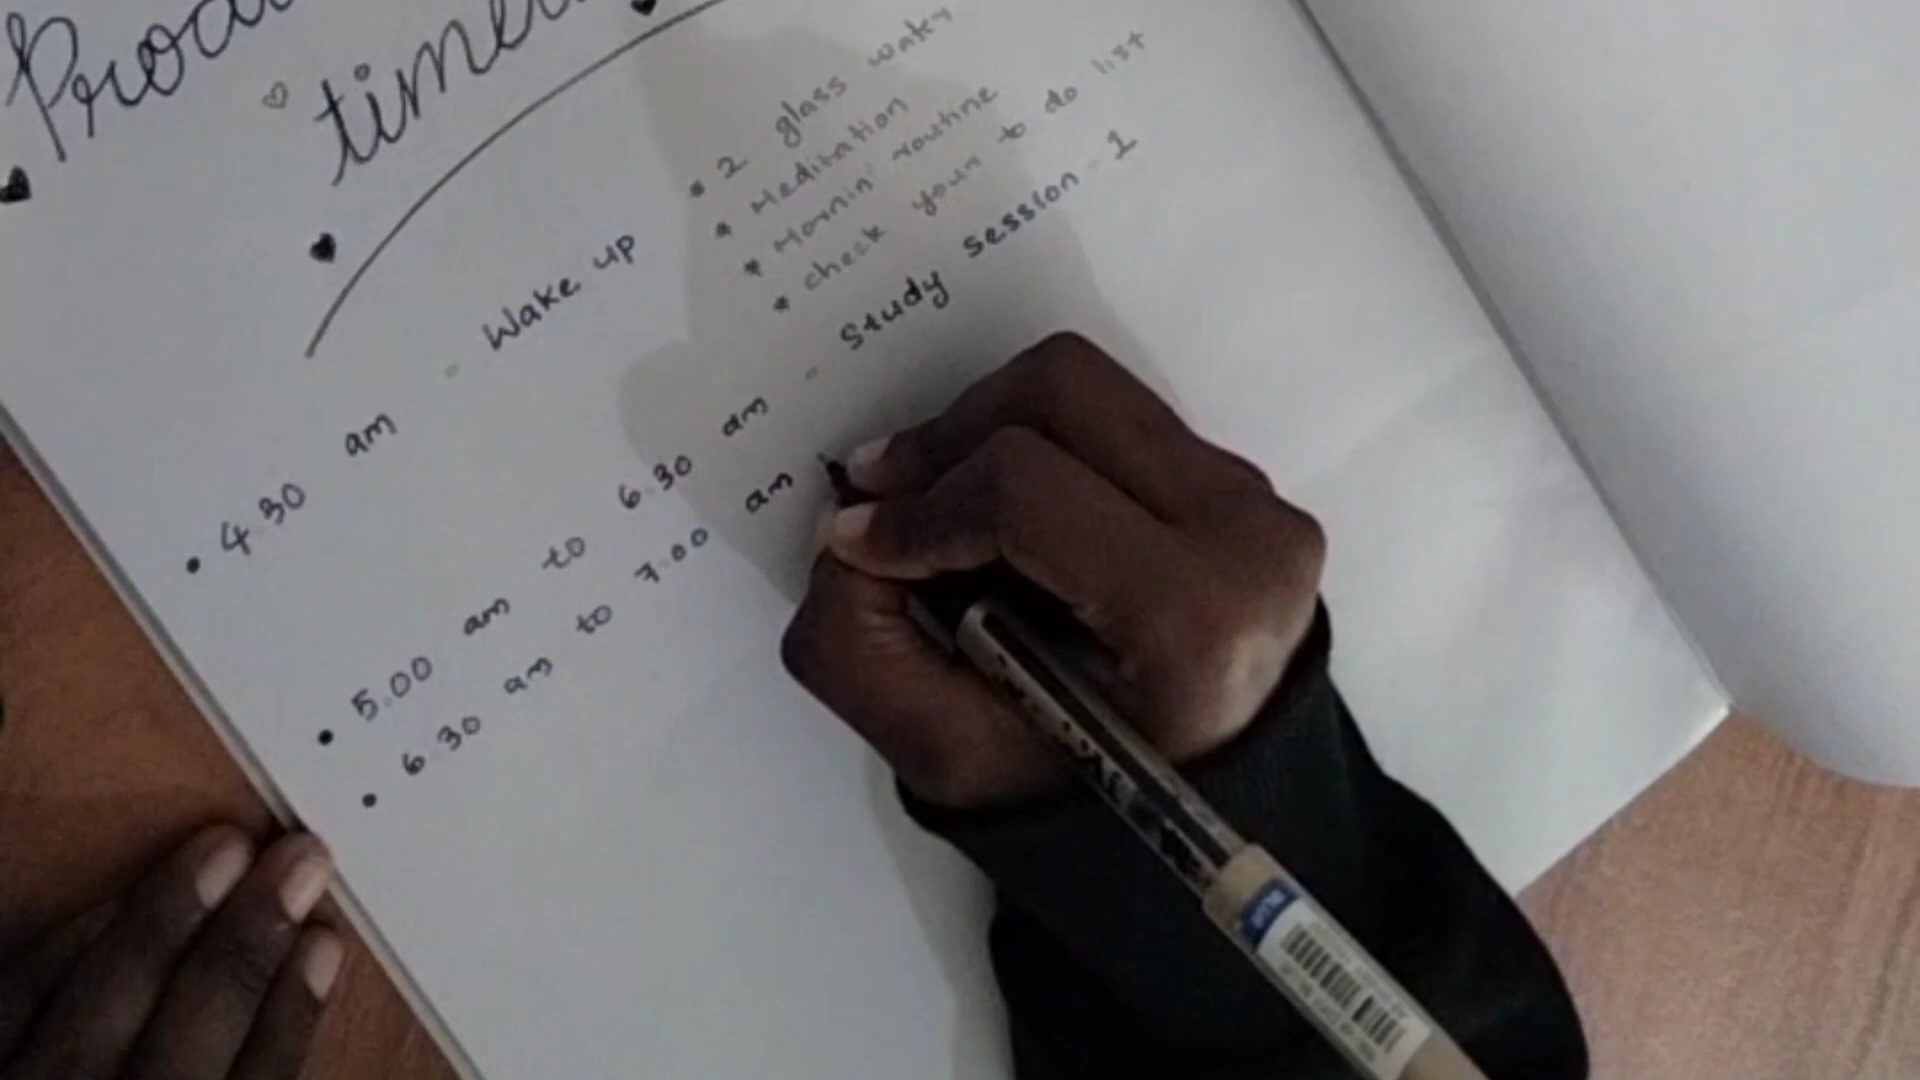 • 4.30 am - Wake up
* 2 glass water
* Meditation
* Mornin' routine
* check your to do list
• 5.00 am to 6.30 am - Study session - 1
• 6.30 am to 7.00 am
BLUE